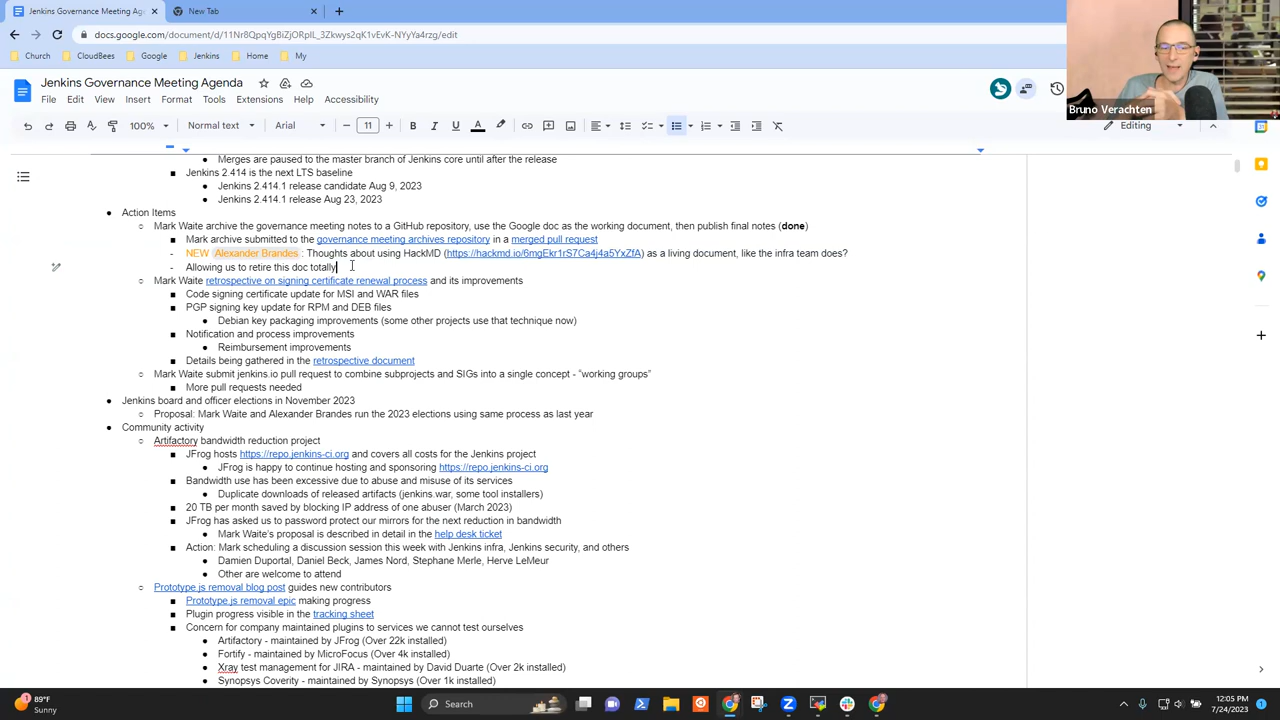 Jenkins Governance Meeting Ag
New Tab
docs.google.com/document/d/11Nr8QpqYgBiZjORpIL_3Zkwys2qK1vEvK-NYyYa4rzg/edit
Church
CloudBees
Google
Jenkins
Home
My
Jenkins Governance Meeting Agenda
File Edit View Insert Format Tools Extensions Help Accessibility
100% Normal text Arial 11 B I U A Editing
Bruno Verachten
Merges are paused to the master branch of Jenkins core until after the release
Jenkins 2.414 is the next LTS baseline
Jenkins 2.414.1 release candidate Aug 9, 2023
Jenkins 2.414.1 release Aug 23, 2023
Action Items
Mark Waite archive the governance meeting notes to a GitHub repository, use the Google doc as the working document, then publish final notes (done)
Mark archive submitted to the governance meeting archives repository in a merged pull request
- NEW Alexander Brandes : Thoughts about using HackMD (https://hackmd.io/6mgEkr1rS7Ca4j4a5YxZfA) as a living document, like the infra team does?
- Allowing us to retire this doc totally
Mark Waite retrospective on signing certificate renewal process and its improvements
Code signing certificate update for MSI and WAR files
PGP signing key update for RPM and DEB files
Debian key packaging improvements (some other projects use that technique now)
Notification and process improvements
Reimbursement improvements
Details being gathered in the retrospective document
Mark Waite submit jenkins.io pull request to combine subprojects and SIGs into a single concept - “working groups”
More pull requests needed
Jenkins board and officer elections in November 2023
Proposal: Mark Waite and Alexander Brandes run the 2023 elections using same process as last year
Community activity
Artifactory bandwidth reduction project
JFrog hosts https://repo.jenkins-ci.org and covers all costs for the Jenkins project
JFrog is happy to continue hosting and sponsoring https://repo.jenkins-ci.org
Bandwidth use has been excessive due to abuse and misuse of its services
Duplicate downloads of released artifacts (jenkins.war, some tool installers)
20 TB per month saved by blocking IP address of one abuser (March 2023)
JFrog has asked us to password protect our mirrors for the next reduction in bandwidth
Mark Waite's proposal is described in detail in the help desk ticket
Action: Mark scheduling a discussion session this week with Jenkins infra, Jenkins security, and others
Damien Duportal, Daniel Beck, James Nord, Stephane Merle, Herve LeMeur
Other are welcome to attend
Prototype.js removal blog post guides new contributors
Prototype.js removal epic making progress
Plugin progress visible in the tracking sheet
Concern for company maintained plugins to services we cannot test ourselves
Artifactory - maintained by JFrog (Over 22k installed)
Fortify - maintained by MicroFocus (Over 4k installed)
Xray test management for JIRA - maintained by David Duarte (Over 2k installed)
Synopsys Coverity - maintained by Synopsys (Over 1k installed)
89°F
Sunny
Search
12:05 PM
7/24/2023